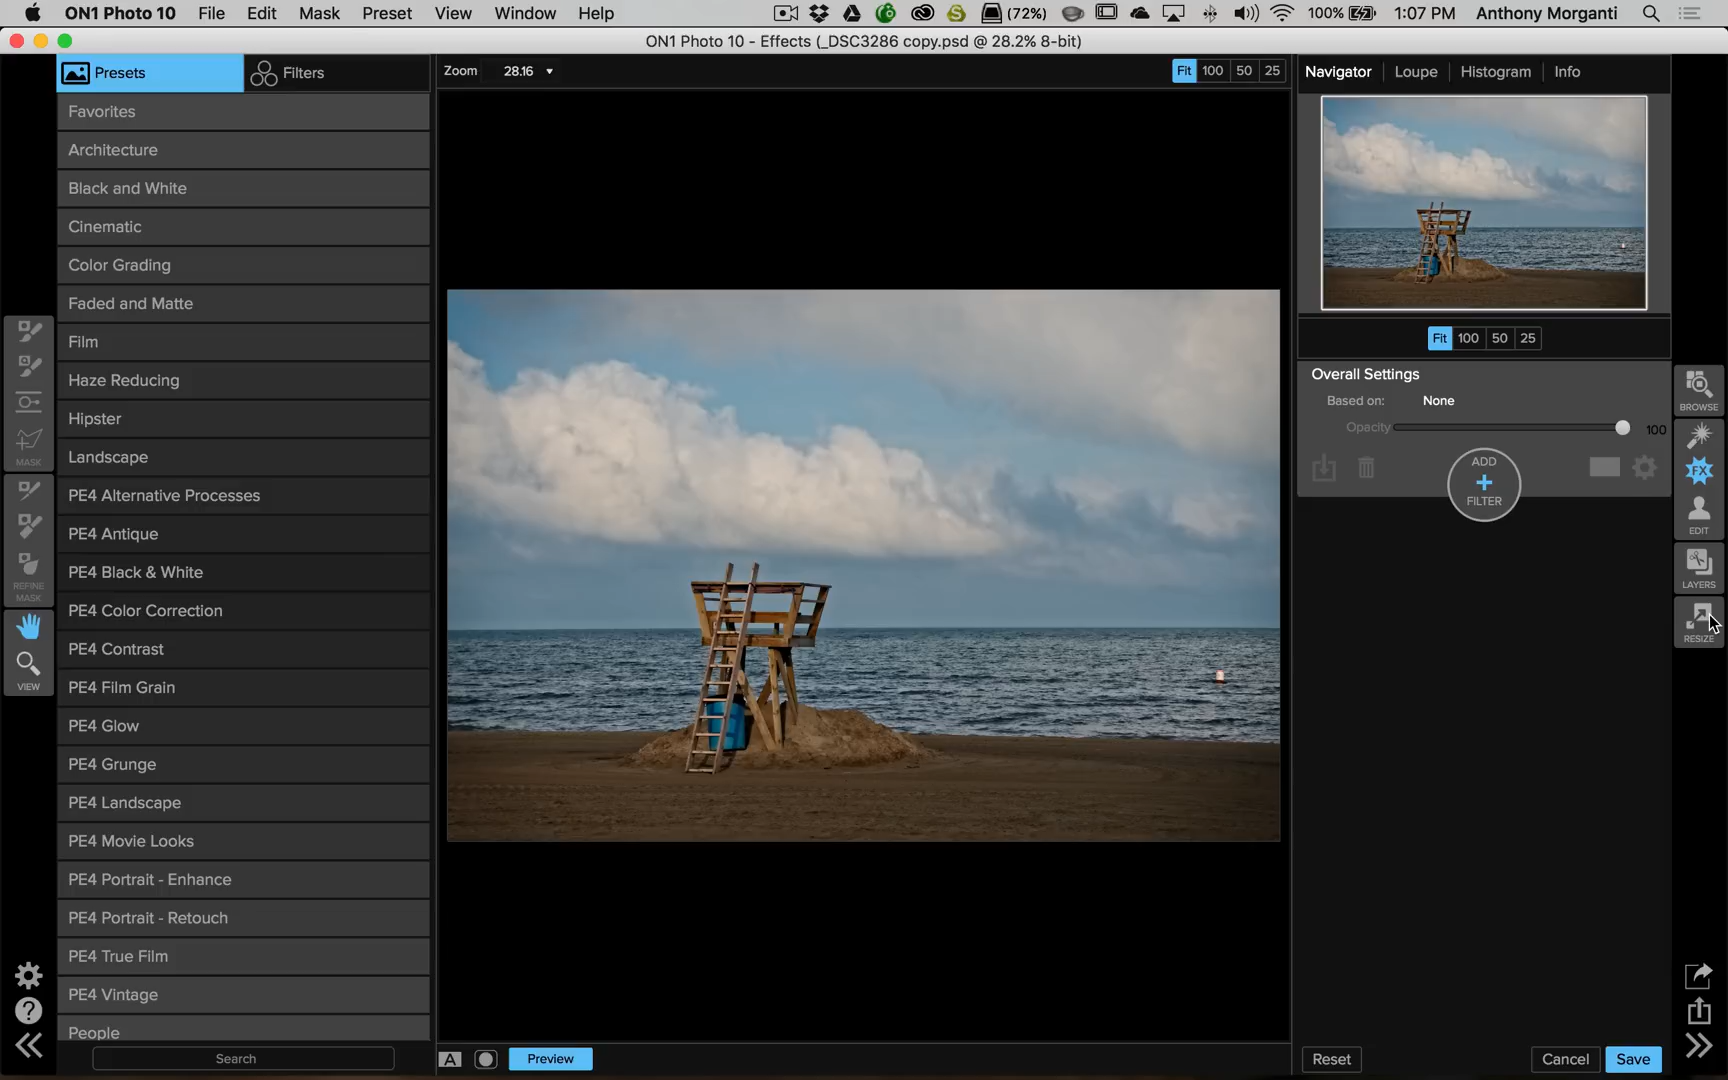 ON1 Photo 10 File Edit Mask Preset View Window Help (72%) 100% 1:07 PM Anthony Morganti
ON1 Photo 10 - Effects (_DSC3286 copy.psd @ 28.2% 8-bit)
Presets Filters
Zoom 28.16 Fit 100 50 25
Navigator Loupe Histogram Info
Favorites
Architecture
Black and White
Cinematic
Color Grading
Faded and Matte
Film
Haze Reducing
Hipster
Landscape
PE4 Alternative Processes
PE4 Antique
PE4 Black & White
PE4 Color Correction
PE4 Contrast
PE4 Film Grain
PE4 Glow
PE4 Grunge
PE4 Landscape
PE4 Movie Looks
PE4 Portrait - Enhance
PE4 Portrait - Retouch
PE4 True Film
PE4 Vintage
People
Search
MASK
REFINE
MASK
VIEW
?
A Preview
Fit 100 50 25
Overall Settings
Based on: None
Opacity 100
ADD
+
FILTER
BROWSE
FX
EDIT
LAYERS
RESIZE
Reset Cancel Save